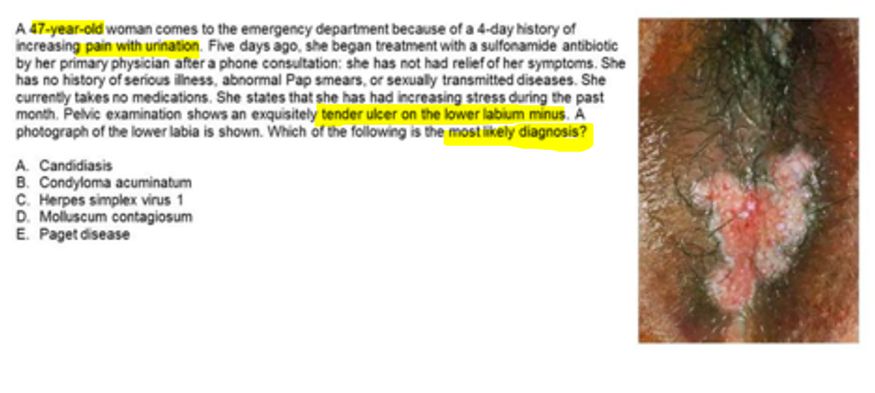 A 47-year-old woman comes to the emergency department because of a 4-day history of
increasing pain with urination. Five days ago, she began treatment with a sulfonamide antibiotic
by her primary physician after a phone consultation: she has not had relief of her symptoms. She
has no history of serious illness, abnormal Pap smears, or sexually transmitted diseases. She
currently takes no medications. She states that she has had increasing stress during the past
month. Pelvic examination shows an exquisitely tender ulcer on the lower labium minus. A
photograph of the lower labia is shown. Which of the following is the most likely diagnosis?
A. Candidiasis
B. Condyloma acuminatum
C. Herpes simplex virus 1
D. Molluscum contagiosum
E. Paget disease